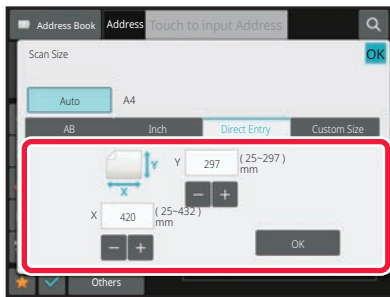 Address Book Address Touch to input Address
Scan Size OK
Auto A4
AB Inch Direct Entry Custom Size
Y 297 ( 25~297 )
mm
Y
X
X 420 ( 25~432 )
mm
− + 
− + OK
Others